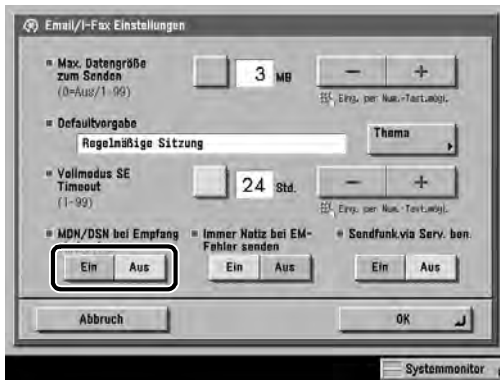 Email/I-Fax Einstellungen
Max. Datengröße
zum Senden
(0=Aus/1-99)
3 MB
- +
Eing. per Num.-Tast.mögl.
Defaultvorgabe
Regelmäßige Sitzung
Thema
Vollmodus SE
Timeout
(1-99)
24 Std.
- +
Eing. per Num.-Tast.mögl.
MDN/DSN bei Empfang
Immer Notiz bei EM-
Fehler senden
Sendfunk.via Serv. ben.
Ein Aus
Ein Aus
Ein Aus
Abbruch
OK
Systemmonitor